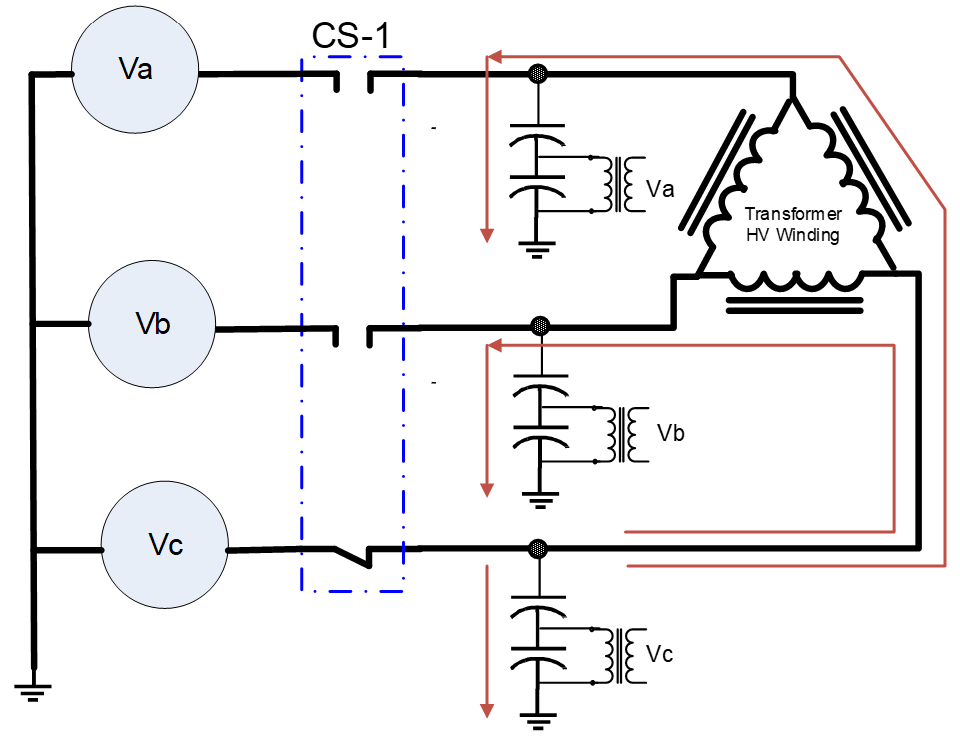 CS-1
Va
Va
Transformer
HV Winding
Vb
Vb
Vc
Vc